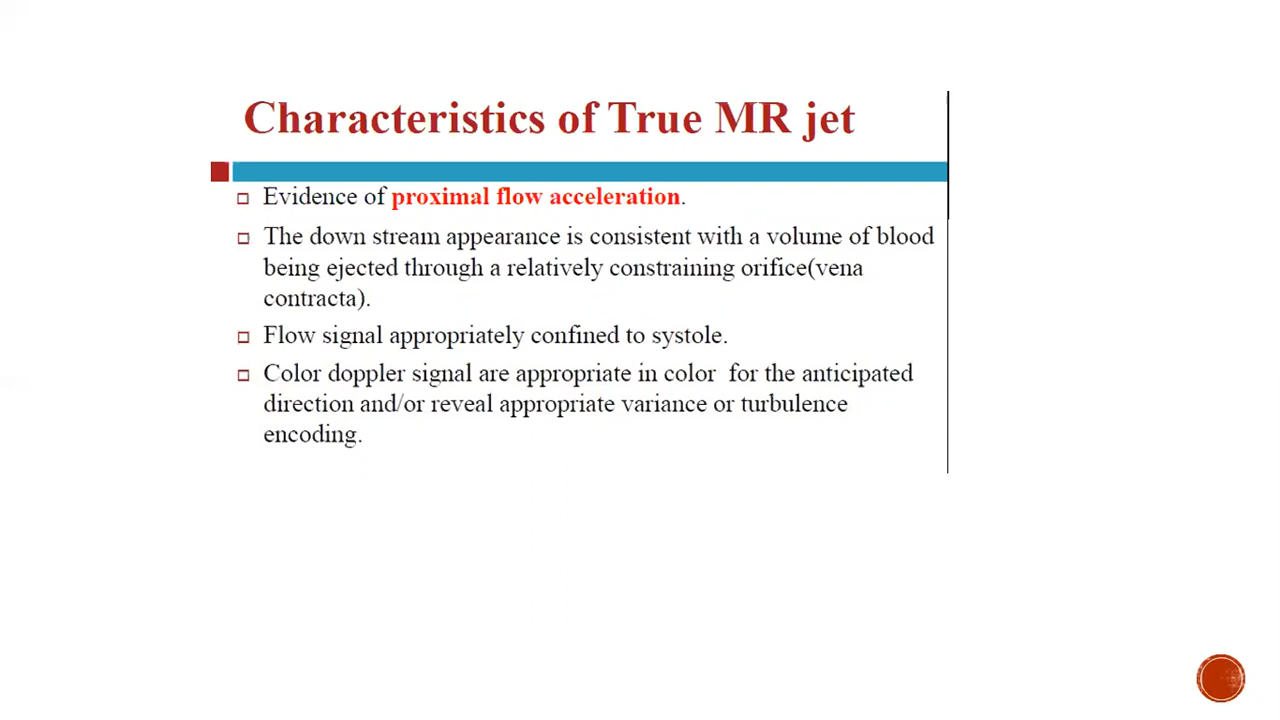 Characteristics of True MR jet
Evidence of proximal flow acceleration.
The down stream appearance is consistent with a volume of blood
being ejected through a relatively constraining orifice(vena
contracta).
Flow signal appropriately confined to systole.
Color doppler signal are appropriate in color for the anticipated
direction and/or reveal appropriate variance or turbulence
encoding.